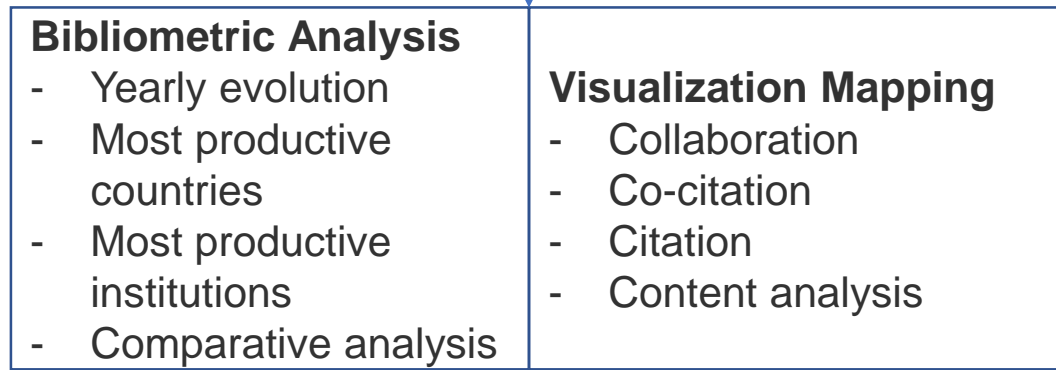 Bibliometric Analysis
- Yearly evolution
- Most productive
countries
- Most productive
institutions
- Comparative analysis
Visualization Mapping
- Collaboration
- Co-citation
- Citation
- Content analysis